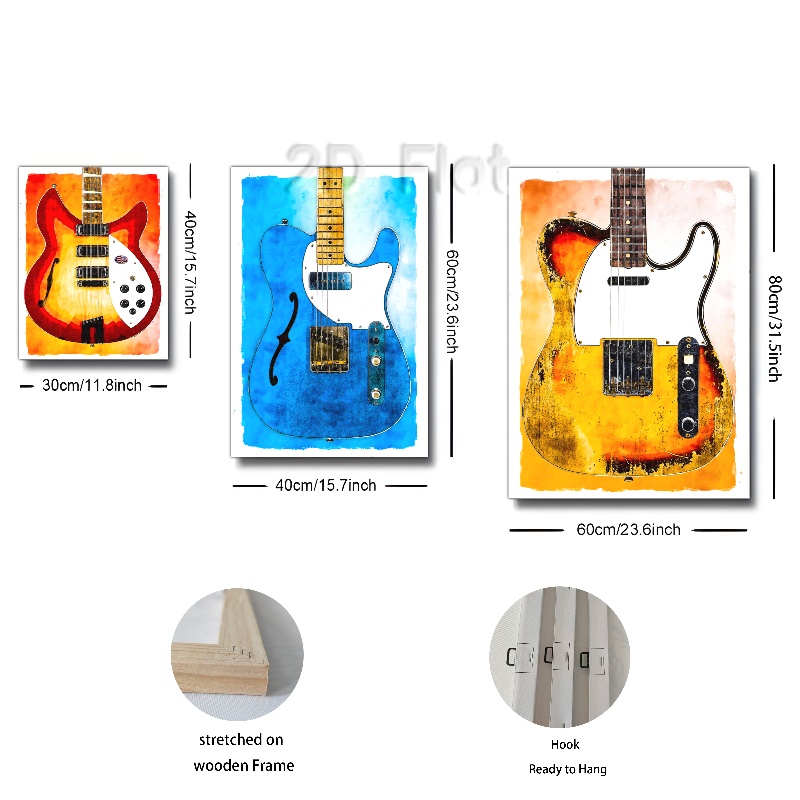 2D Flat
40cm/15.7inch
30cm/11.8inch
60cm/23.6inch
40cm/15.7inch
80cm/31.5inch
60cm/23.6inch
stretched on
wooden Frame
Hook
Ready to Hang